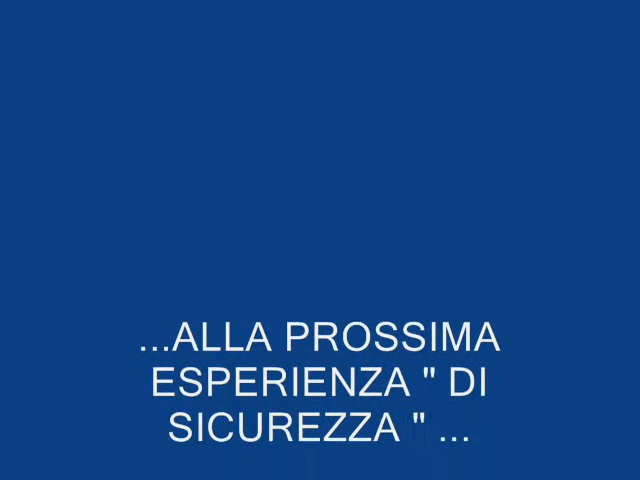 ...ALLA PROSSIMA
ESPERIENZA " DI
SICUREZZA " ...